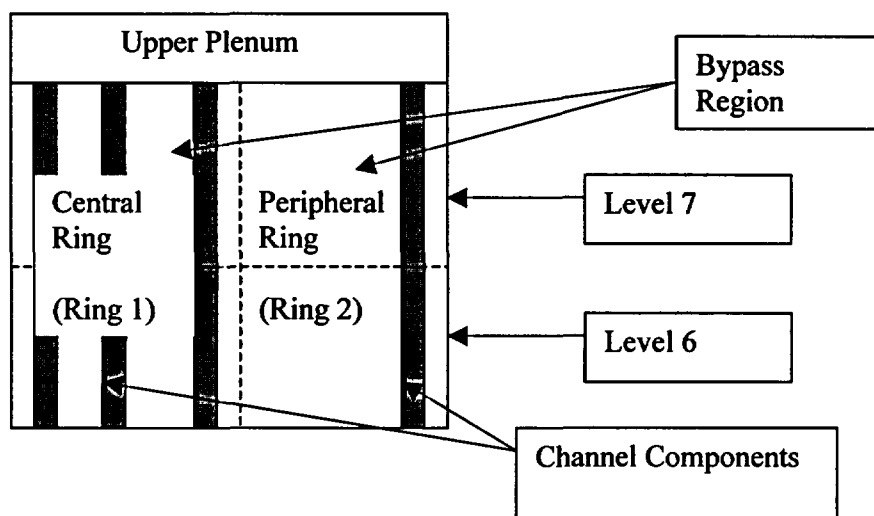 Upper Plenum
Bypass
Region
Central
Ring
Peripheral
Ring
Level 7
(Ring 1)
(Ring 2)
Level 6
Channel Components